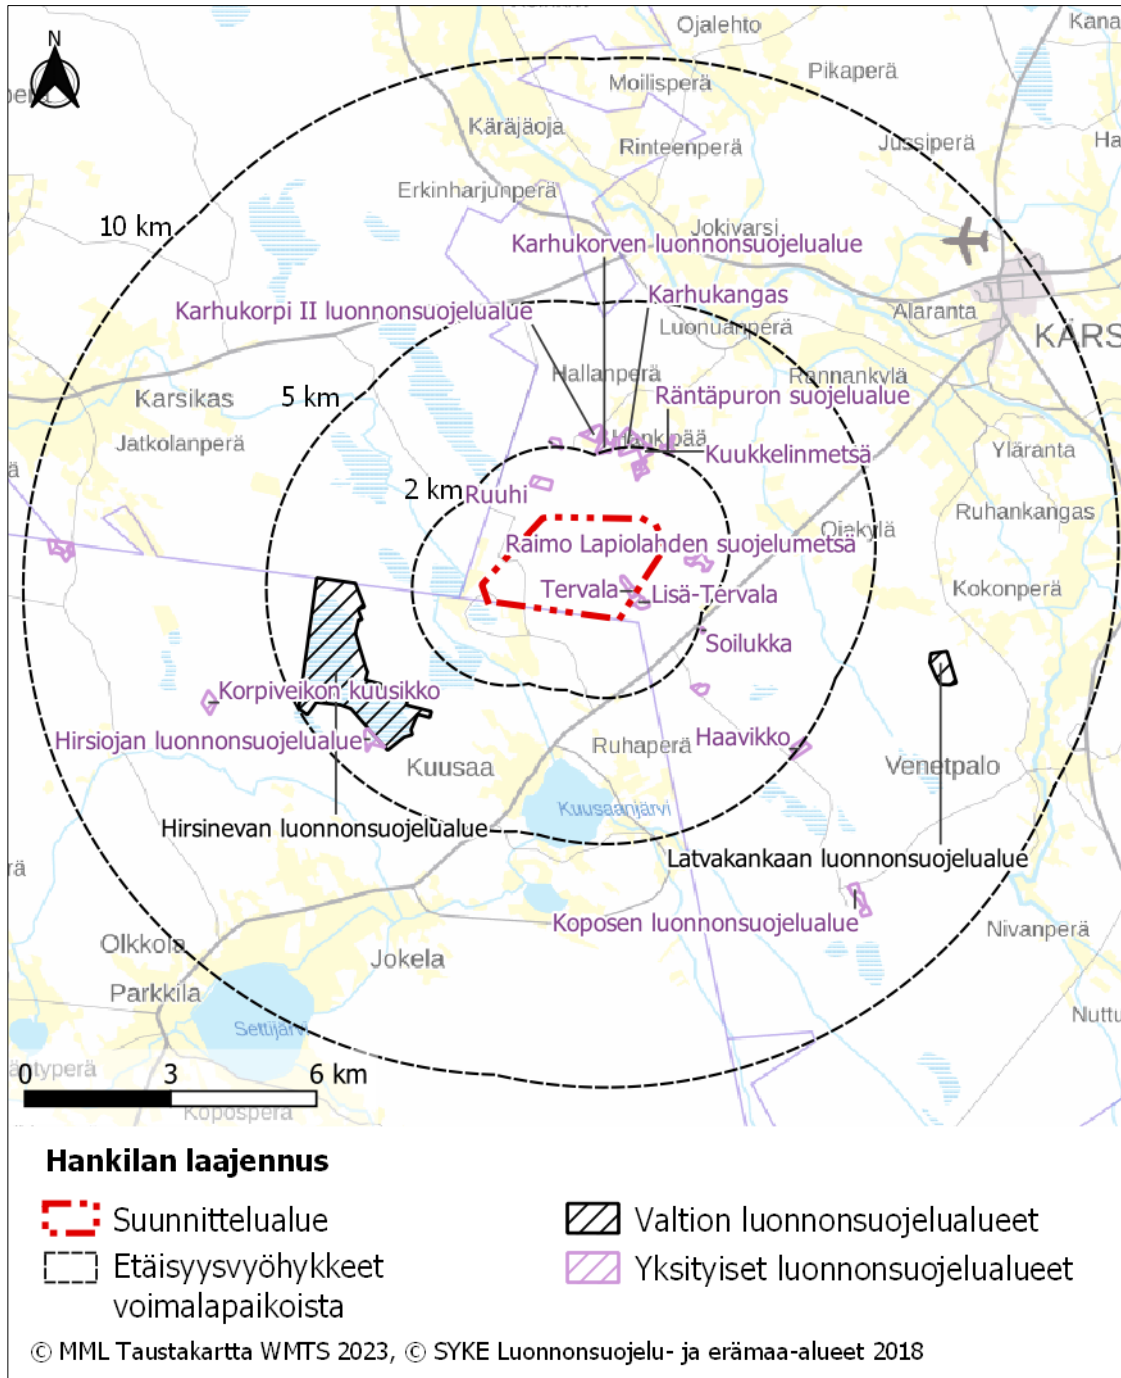 Ojalehto
Kana
N
Moilisperä
Pikaperä
Käräjäoja
Rinteenperä
Jussiperä
Ha
Erkinharjunperä
10 km
Jokivarsi
Karhukorven luonnonsuojelualue
Karhukangas
Karhukorpi II luonnonsuojelualue
Alaranta
Luonuanperä
KÄRS
Hallanperä
Rannankylä
5 km
Karsikas
Räntäpuron suojelualue
Jatkolanperä
Hankipää
Kuukkelinmetsä
Yläranta
ä
2 km
Ruuhi
Ruhankangas
Ojakylä
Raimo Lapiolahden suojelumetsä
Tervala
Lisä-Tervala
Kokonperä
Soilukka
Korpiveikon kuusikko
Hirsiojan luonnonsuojelualue
Ruhaperä
Haavikko
Kuusaa
Venetpalo
Kuusaanjärvi
Hirsinevan luonnonsuojelualue
Latvakankaan luonnonsuojelualue
rä
Koposen luonnonsuojelualue
Nivanperä
Olkkola
Jokela
Parkkila
Nuttu
Settijärvi
äntyperä
0 3 6 km
Kopospera
Hankilan laajennus
Suunnittelualue
Valtion luonnonsuojelualueet
Etäisyysvyöhykkeet
voimalapaikoista
Yksityiset luonnonsuojelualueet
© MML Taustakartta WMTS 2023, © SYKE Luonnonsuojelu- ja erämaa-alueet 2018